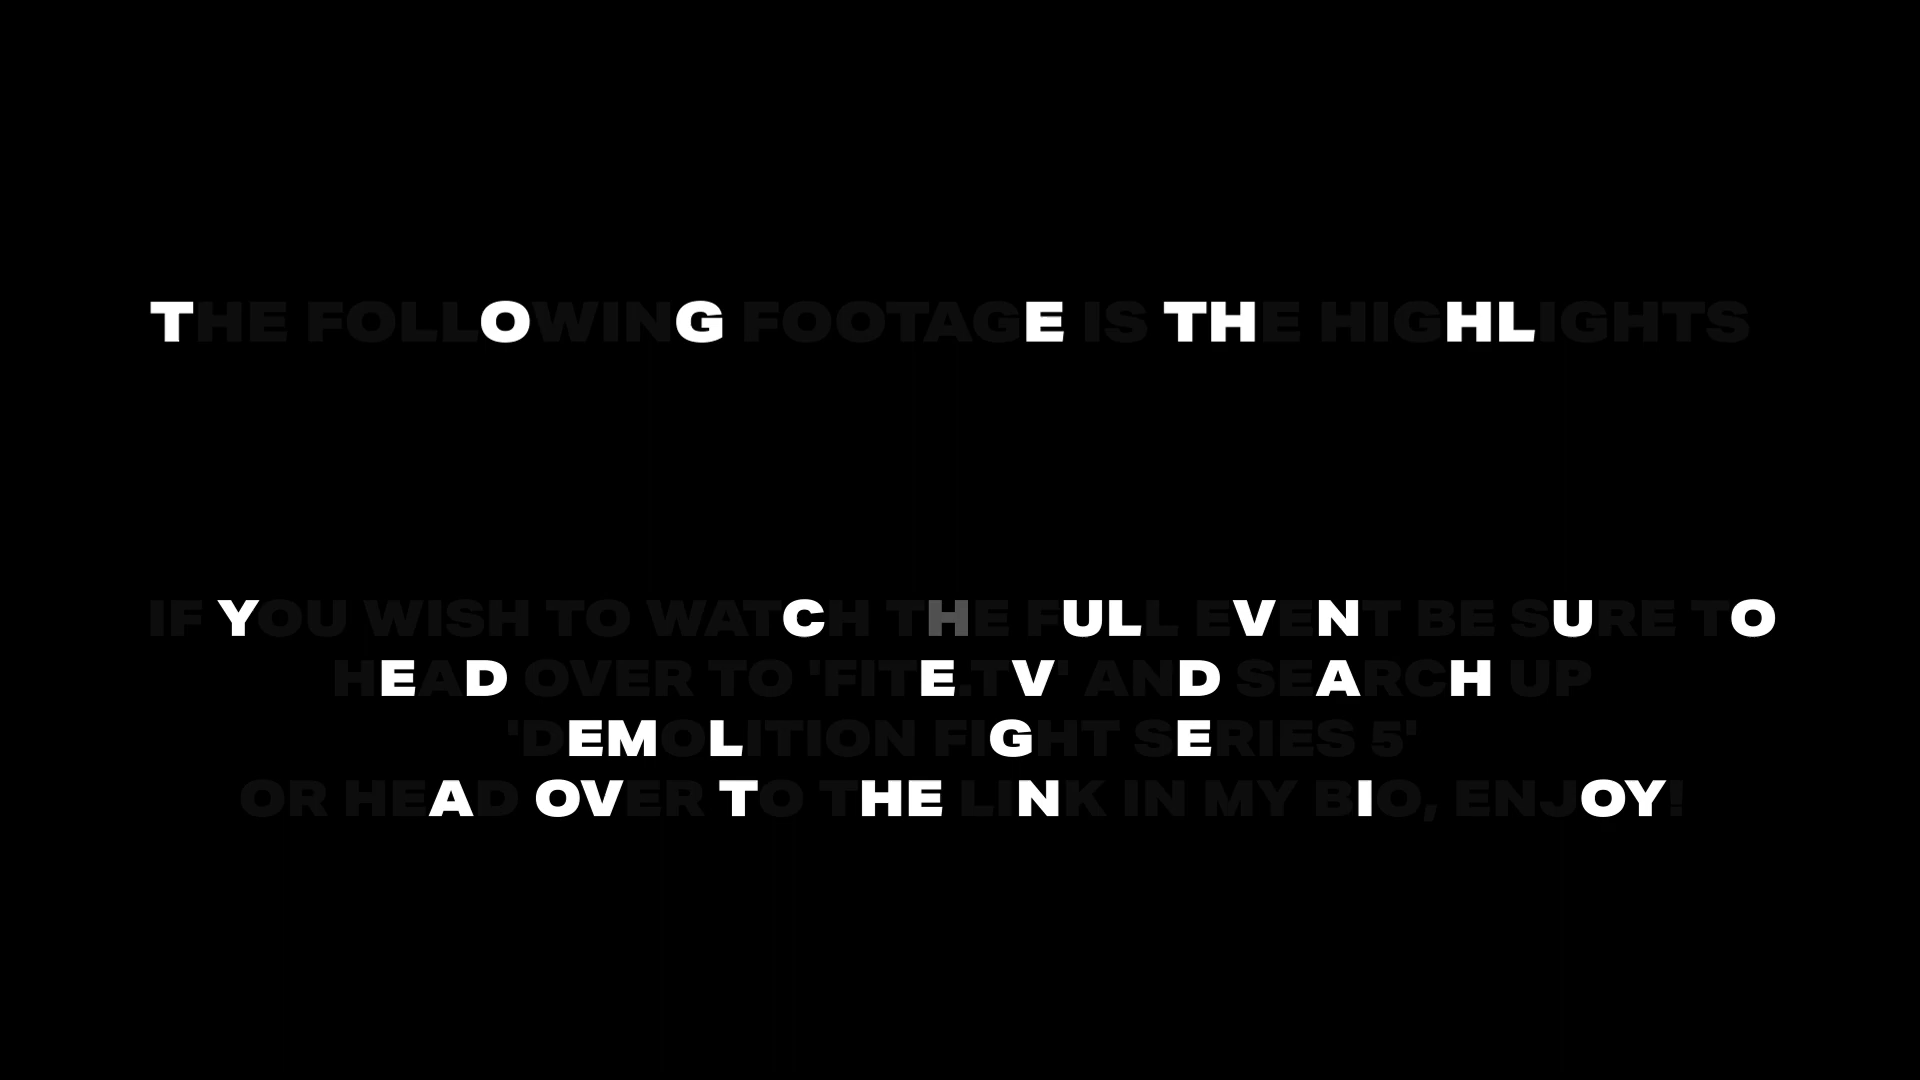 THE FOLLOWING FOOTAGE IS THE HIGHHLIGHTS
IF YOU WISH TO WATCH THE FULL EVENT BE SURE TO
HEAD OVER TO 'FITE.TV' AND SEARCH UP
'DEMOLITION FIGHT SERIES 5'
OR HEAD OVER TO THE LINK IN MY BIO, ENJOY!